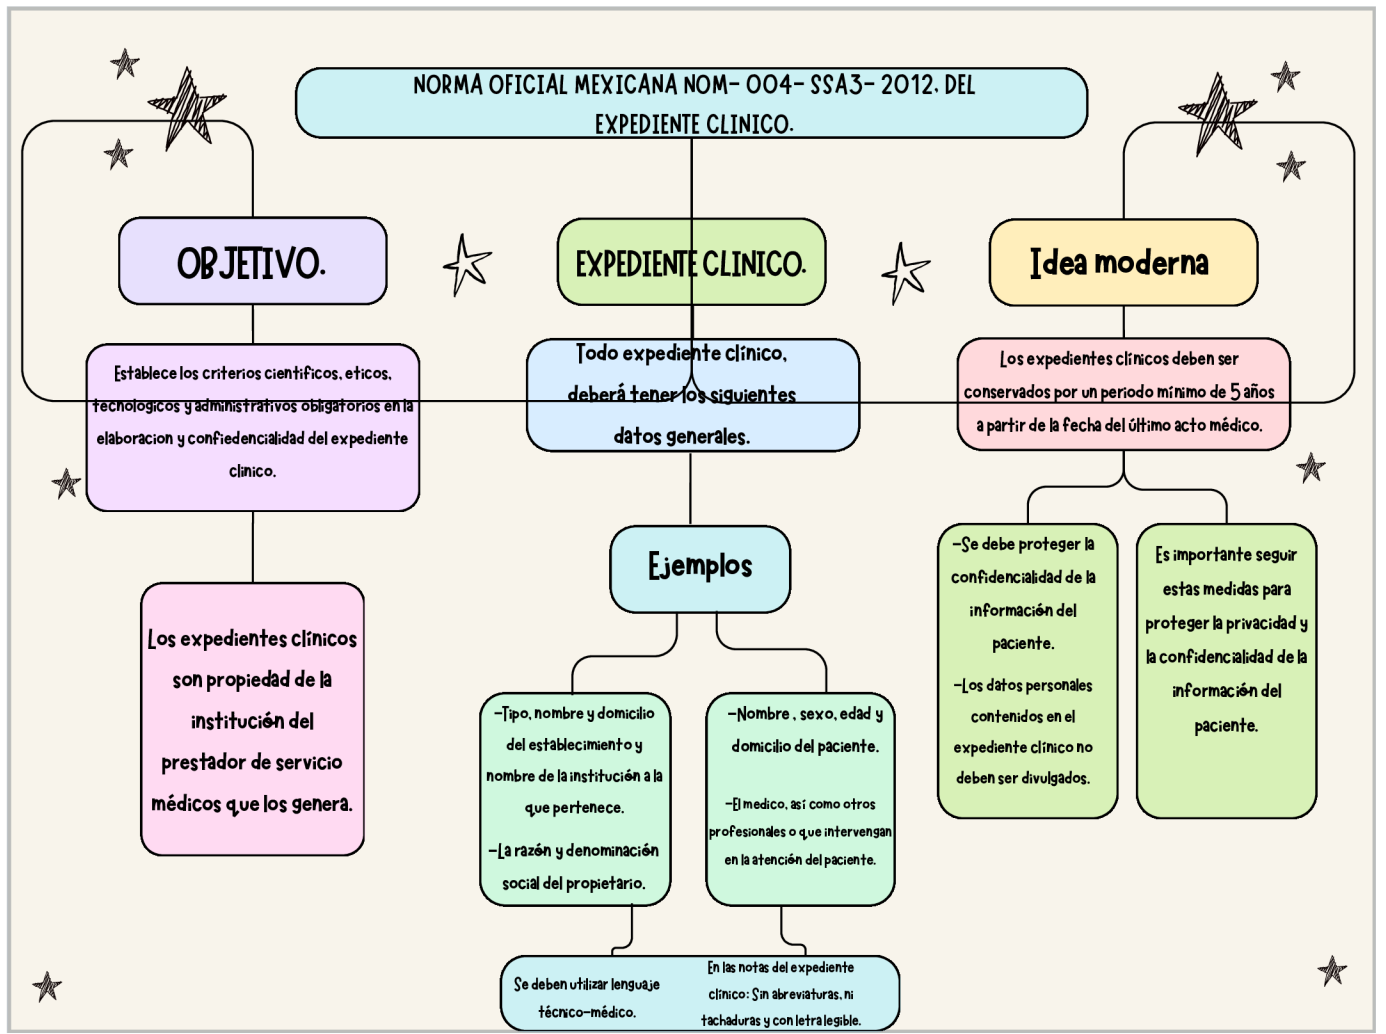 NORMA OFICIAL MEXICANA NOM- 004- SSA3- 2012. DEL
EXPEDIENTE CLINICO.
OBJETIVO.
Establece los criterios cientificos, eticos,
tecnologicos y administrativos obligatorios en la
elaboracion y confiedencialidad del expediente
clinico.
Los expedientes clínicos
son propiedad de la
institución del
prestador de servicio
médicos que los genera.
EXPEDIENTE CLINICO.
Todo expediente clínico,
deberá tener los siguientes
datos generales.
Ejemplos
-Tipo, nombre y domicilio
del establecimiento y
nombre de la institución a la
que pertenece.
-La razón y denominación
social del propietario.
-Nombre , sexo, edad y
domicilio del paciente.
-El medico, así como otros
profesionales o que intervengan
en la atención del paciente.
Se deben utilizar lenguaje
técnico-médico.
En las notas del expediente
clínico: Sin abreviaturas, ni
tachaduras y con letra legible.
Idea moderna
Los expedientes clínicos deben ser
conservados por un periodo mínimo de 5 años
a partir de la fecha del último acto médico.
-Se debe proteger la
confidencialidad de la
información del
paciente.
-Los datos personales
contenidos en el
expediente clínico no
deben ser divulgados.
Es importante seguir
estas medidas para
proteger la privacidad y
la confidencialidad de la
información del
paciente.